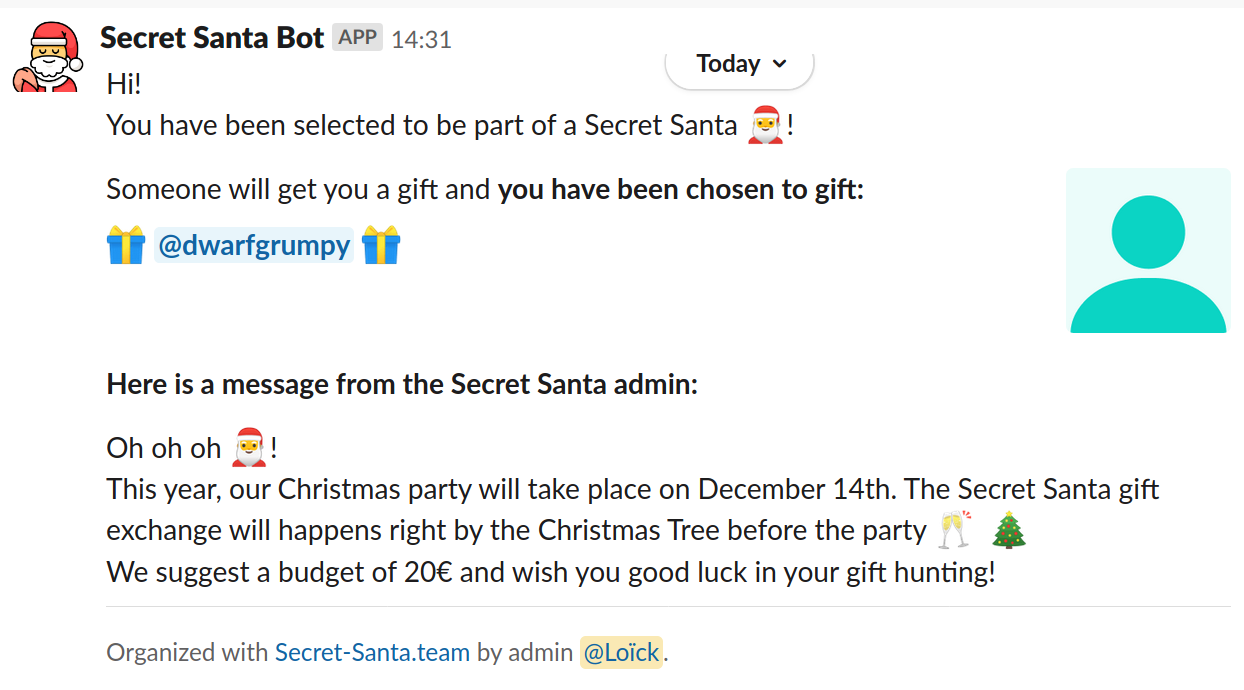 Secret Santa Bot APP 14:31
Today
Hi!
You have been selected to be part of a Secret Santa 🎅!
Someone will get you a gift and you have been chosen to gift:
🎁 @dwarfgrumpy 🎁
Here is a message from the Secret Santa admin:
Oh oh oh 🎅!
This year, our Christmas party will take place on December 14th. The Secret Santa gift
exchange will happens right by the Christmas Tree before the party 🥂 🎄
We suggest a budget of 20€ and wish you good luck in your gift hunting!
Organized with Secret-Santa.team by admin @Loïck.